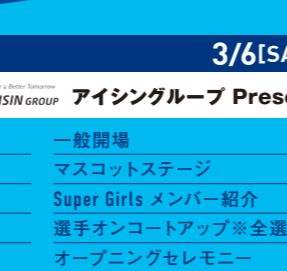 3/6[SA
a Better Tomorrow
ISIN GROUP アイシングループ Prese
一般開場
マスコットステージ
Super Girls メンバー紹介
選手オンコートアップ※全選
オープニングセレモニー